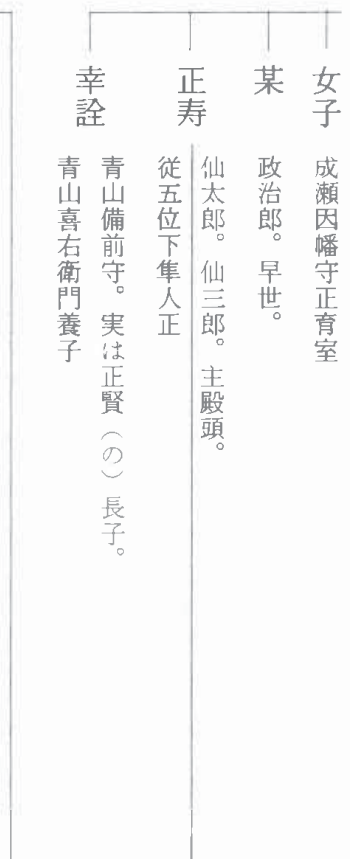 女子
成瀬因幡守正育室
某
政治郎。早世。
正寿
仙太郎。仙三郎。主殿頭。
従五位下隼人正
幸詮
青山備前守。実は正賢（の）長子。
青山喜右衛門養子